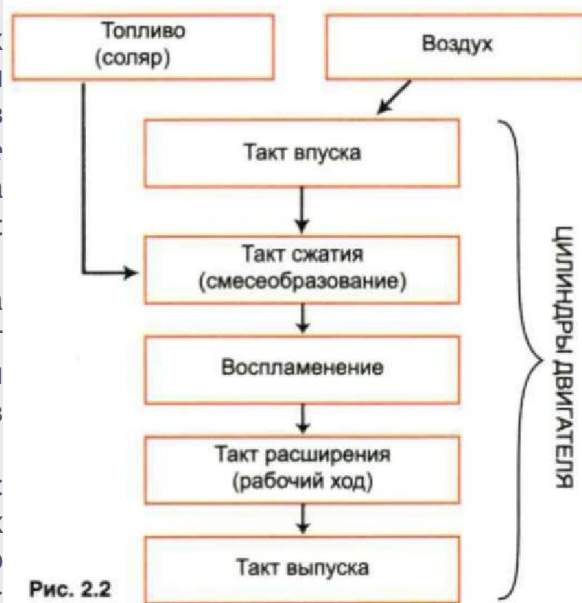 Топливо
(соляр)
Воздух
Такт впуска
Такт сжатия
(смесеобразование)
Воспламенение
Такт расширения
(рабочий ход)
Такт выпуска
ЦИЛИНДРЫ ДВИГАТЕЛЯ
Рис. 2.2